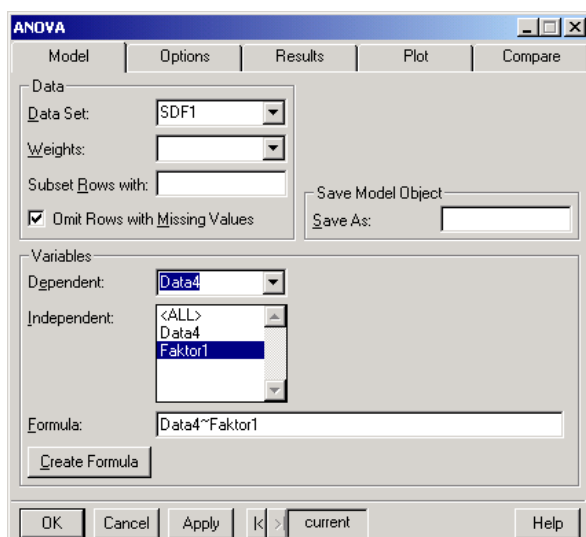 ANOVA
Model Options Results Plot Compare
Data
Data Set: SDF1
Weights:
Subset Rows with:
Omit Rows with Missing Values
Save Model Object
Save As:
Variables
Dependent: Data4
Independent: <ALL>
Data4
Faktor1
Formula: Data4~Faktor1
Create Formula
OK Cancel Apply |< >| current Help